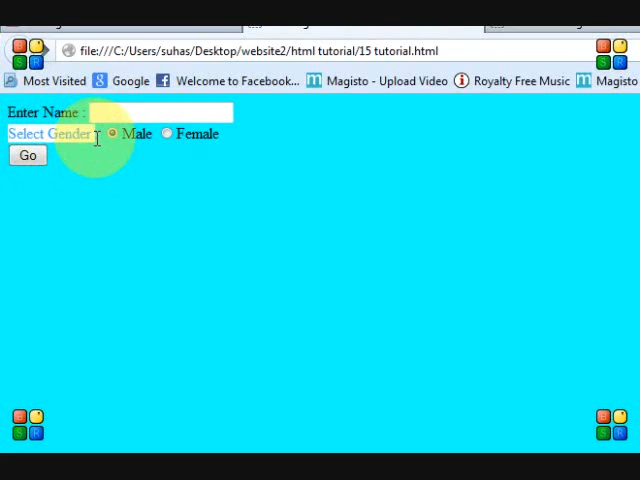 file:///C:/Users/suhas/Desktop/website2/html tutorial/15 tutorial.html
Most Visited Google Welcome to Facebook... Magisto - Upload Video Royalty Free Music Magisto
Enter Name :
Select Gender Male Female
Go
S R
S R
S R
S R